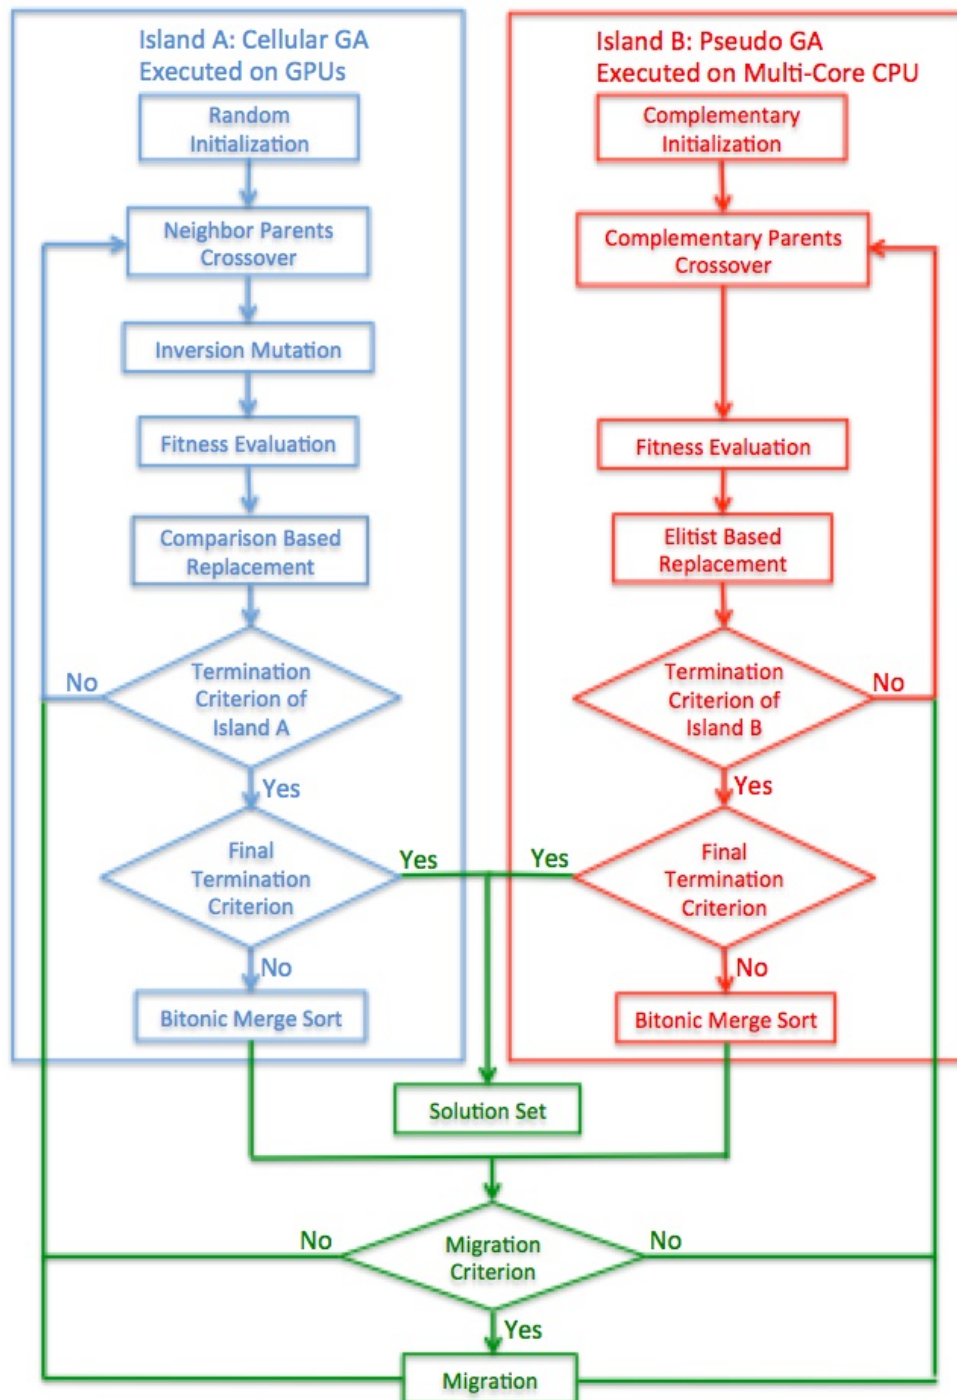 Island A: Cellular GA
Executed on GPUs
Random
Initialization
Neighbor Parents
Crossover
Inversion Mutation
Fitness Evaluation
Comparison Based
Replacement
No
Termination
Criterion of
Island A
Yes
Final
Termination
Criterion
Yes
No
Bitonic Merge Sort
Island B: Pseudo GA
Executed on Multi-Core CPU
Complementary
Initialization
Complementary Parents
Crossover
Fitness Evaluation
Elitist Based
Replacement
Termination
Criterion of
Island B
No
Yes
Yes
Final
Termination
Criterion
No
Bitonic Merge Sort
Solution Set
No
Migration
Criterion
No
Yes
Migration